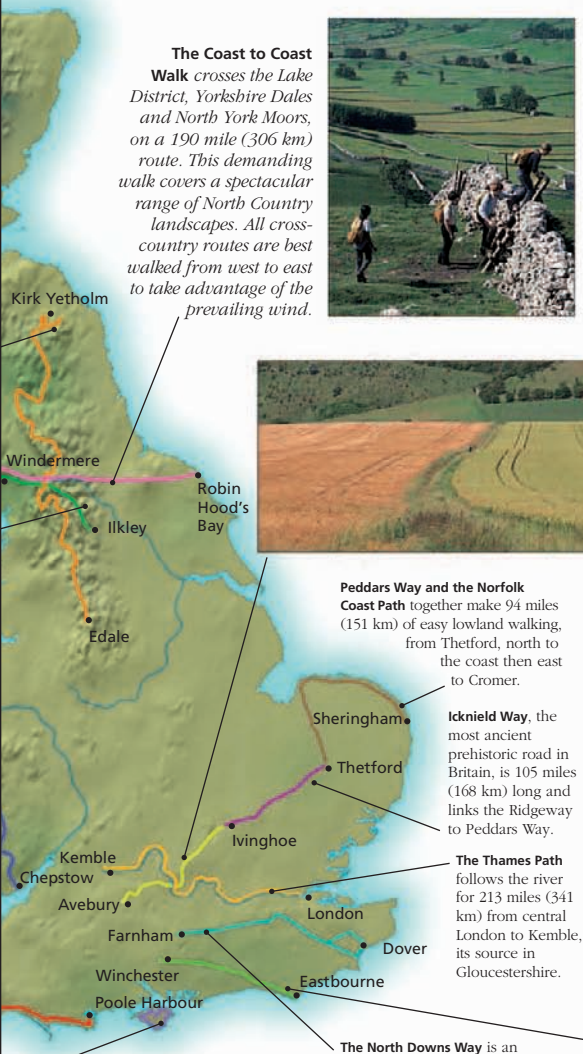 The Coast to Coast
Walk crosses the Lake
District, Yorkshire Dales
and North York Moors,
on a 190 mile (306 km)
route. This demanding
walk covers a spectacular
range of North Country
landscapes. All cross-
country routes are best
walked from west to east
to take advantage of the
prevailing wind.
Kirk Yetholm
Windermere
Robin
Hood's
Bay
Ilkley
Edale
Peddars Way and the Norfolk
Coast Path together make 94 miles
(151 km) of easy lowland walking,
from Thetford, north to
the coast then east
to Cromer.
Sheringham
Icknield Way, the
most ancient
prehistoric road in
Britain, is 105 miles
(168 km) long and
links the Ridgeway
to Peddars Way.
Thetford
Ivinghoe
Kemble
Chepstow
Avebury
London
The Thames Path
follows the river
for 213 miles (341
km) from central
London to Kemble,
its source in
Gloucestershire.
Farnham
Dover
Winchester
Eastbourne
Poole Harbour
The North Downs Way is an